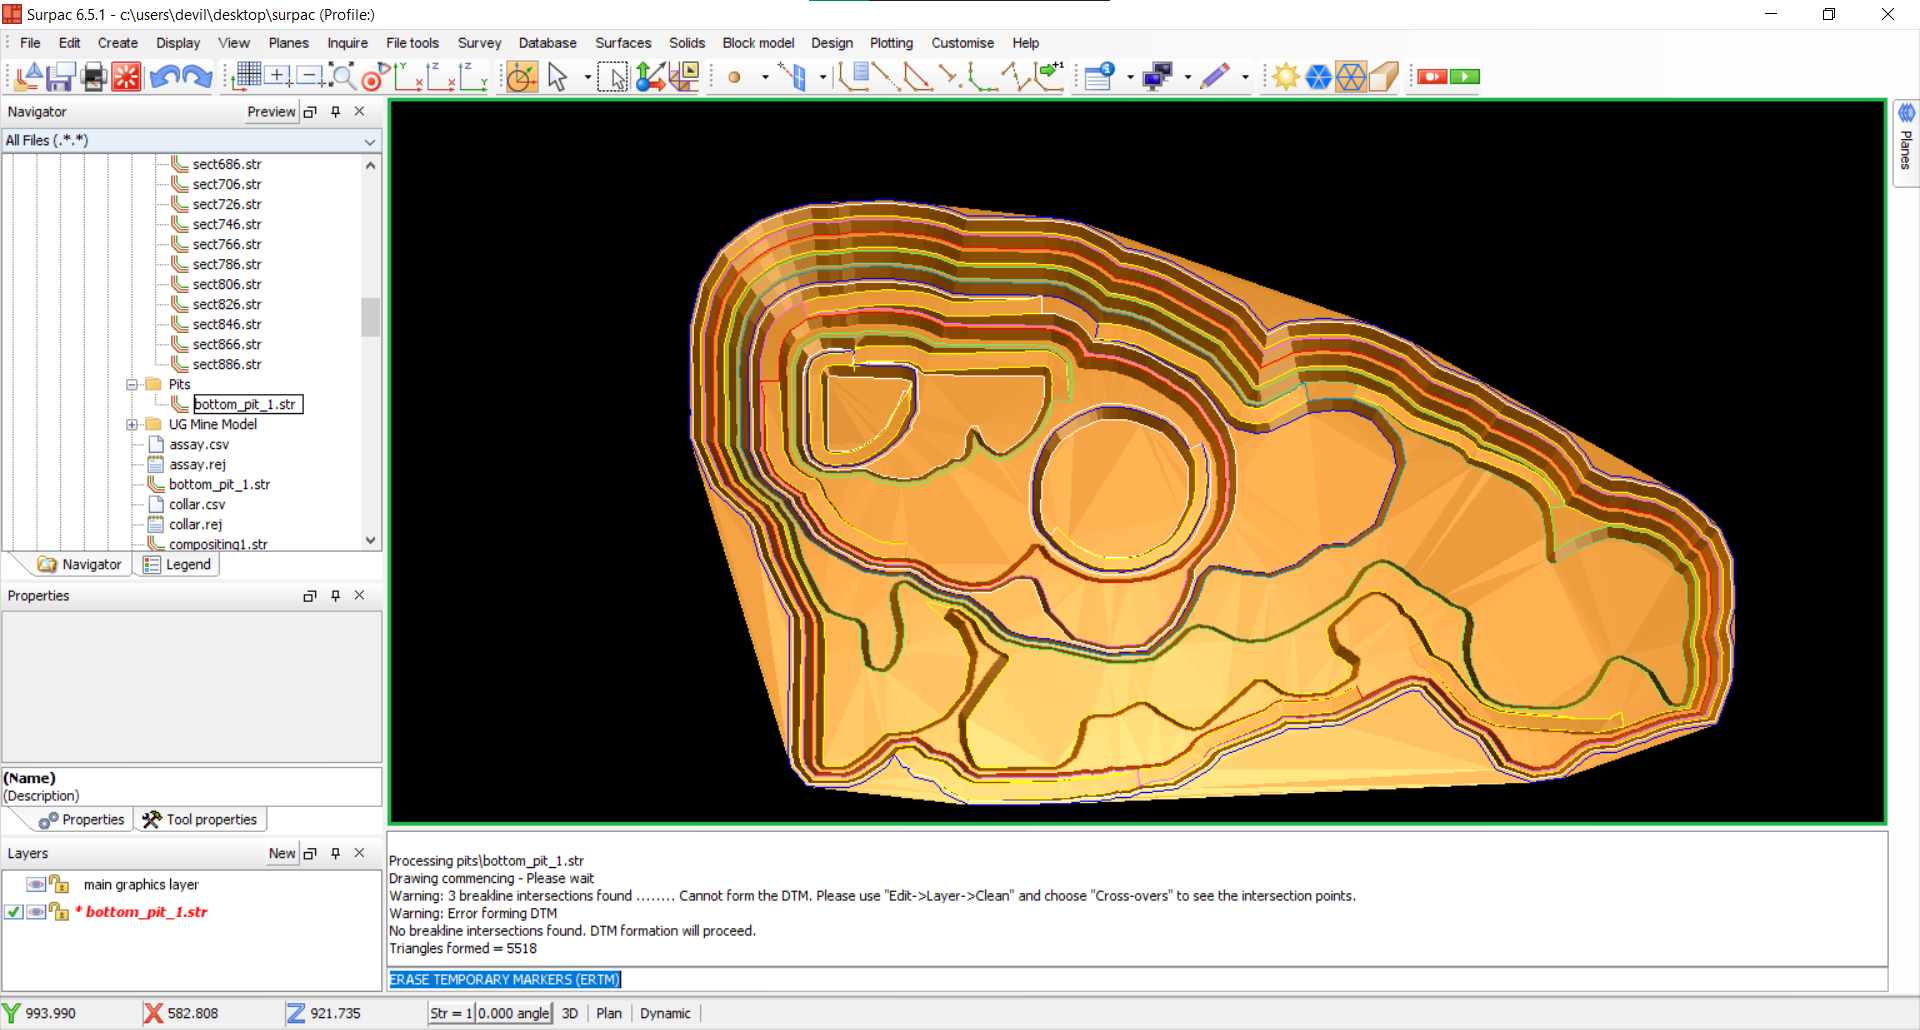 Surpac 6.5.1 - c:\users\devil\desktop\surpac (Profile:)
File Edit Create Display View Planes Inquire File tools Survey Database Surfaces Solids Block model Design Plotting Customise Help
Navigator Preview
All Files (.*.*)
sect686.str
sect706.str
sect726.str
sect746.str
sect766.str
sect786.str
sect806.str
sect826.str
sect846.str
sect866.str
sect886.str
Pits
bottom_pit_1.str
UG Mine Model
assay.csv
assay.rej
bottom_pit_1.str
collar.csv
collar.rej
compositing1.str
Navigator Legend
Properties
(Name)
(Description)
Properties Tool properties
Layers New
main graphics layer
* bottom_pit_1.str
Planes
Processing pits\bottom_pit_1.str
Drawing commencing - Please wait
Warning: 3 breakline intersections found ........ Cannot form the DTM. Please use "Edit->Layer->Clean" and choose "Cross-overs" to see the intersection points.
Warning: Error forming DTM
No breakline intersections found. DTM formation will proceed.
Triangles formed = 5518
ERASE TEMPORARY MARKERS (ERTM)
Y 993.990 X 582.808 Z 921.735 Str = 1 0.000 angle 3D Plan Dynamic